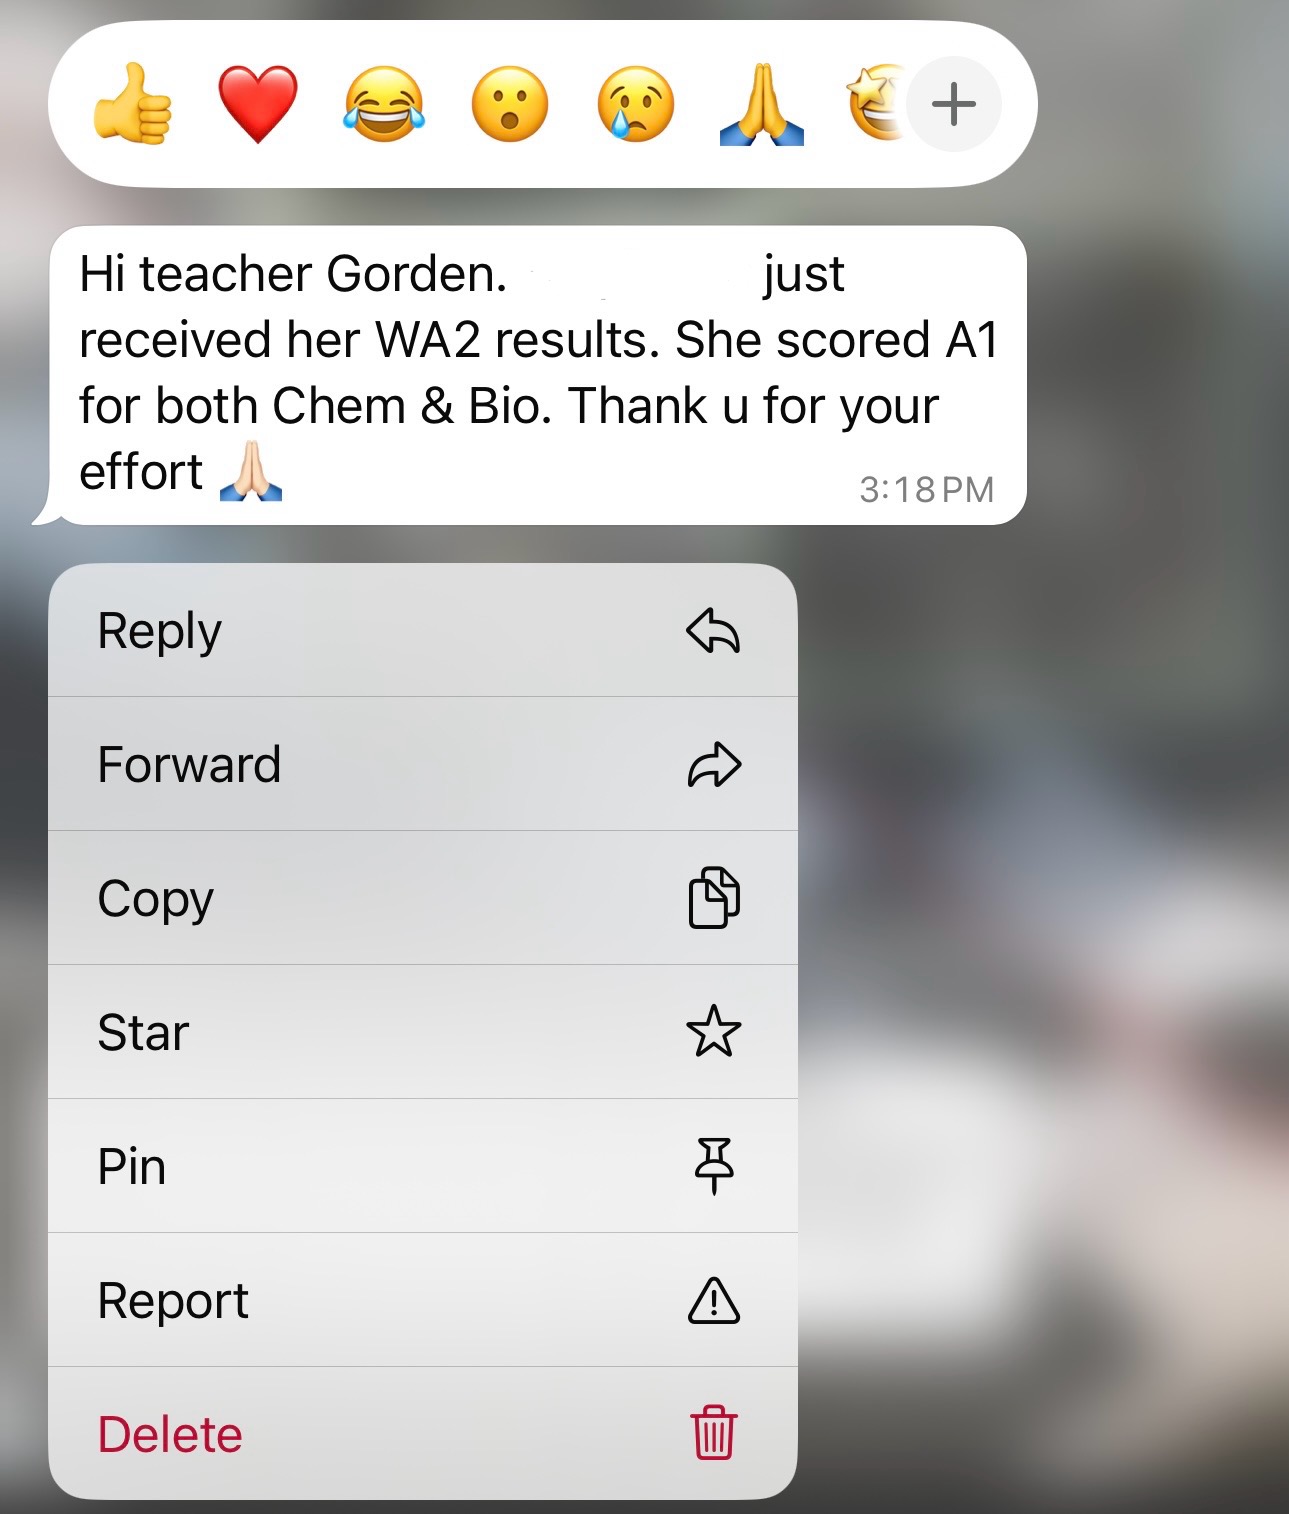 Hi teacher Gorden. just
received her WA2 results. She scored A1
for both Chem & Bio. Thank u for your
effort 🙏🏻
3:18 PM
Reply
Forward
Copy
Star
Pin
Report
Delete